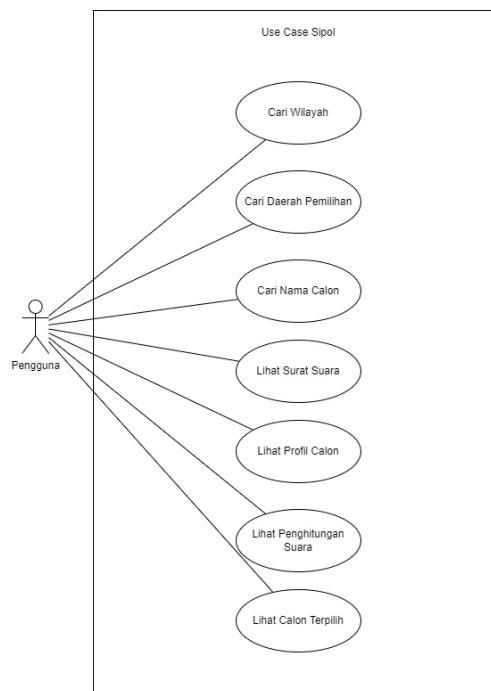 Use Case Sipol
Cari Wilayah
Cari Daerah Pemilihan
Cari Nama Calon
Pengguna
Lihat Surat Suara
Lihat Profil Calon
Lihat Penghitungan
Suara
Lihat Calon Terpilih